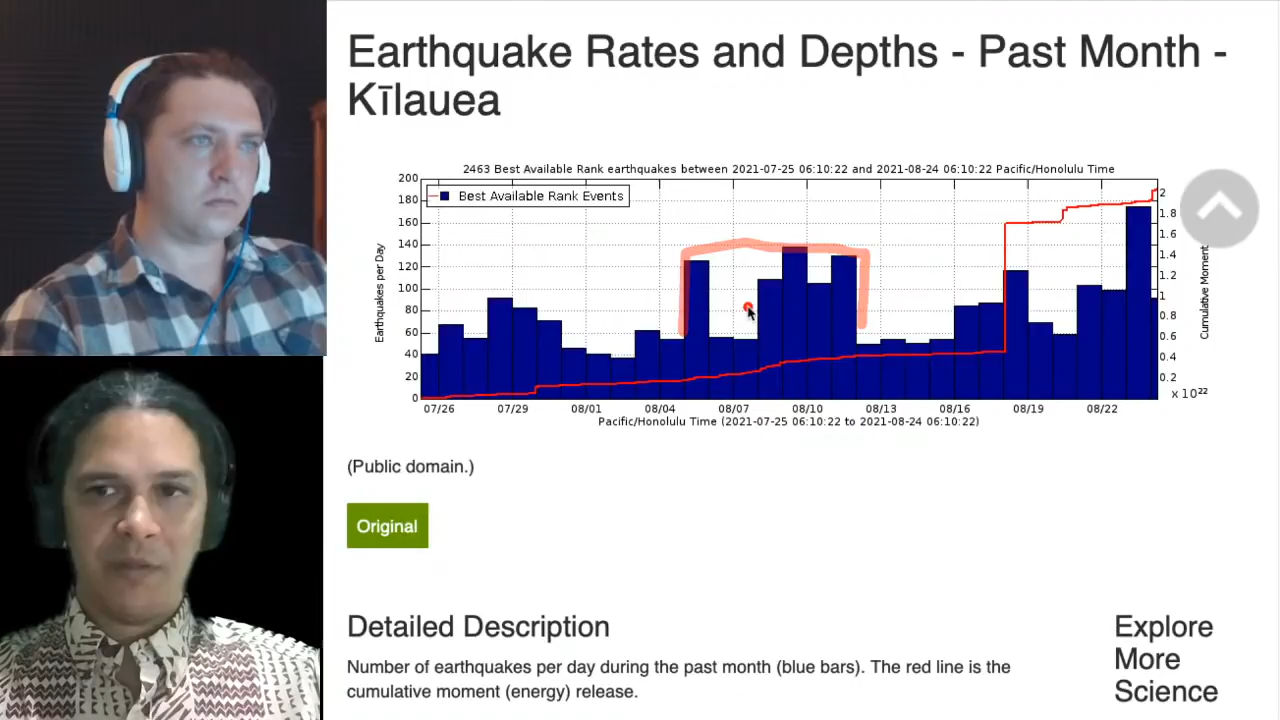 Earthquake Rates and Depths - Past Month -
Kīlauea
2463 Best Available Rank earthquakes between 2021-07-25 06:10:22 and 2021-08-24 06:10:22 Pacific/Honolulu Time
Best Available Rank Events
200
180
160
140
120
100
80
60
40
20
0
Earthquakes per Day
2
1.8
1.6
1.4
1.2
1
0.8
0.6
0.4
0.2
x 10²²
Cumulative Moment
07/26 07/29 08/01 08/04 08/07 08/10 08/13 08/16 08/19 08/22
Pacific/Honolulu Time (2021-07-25 06:10:22 to 2021-08-24 06:10:22)
(Public domain.)
Original
Detailed Description
Number of earthquakes per day during the past month (blue bars). The red line is the
cumulative moment (energy) release.
Explore
More
Science